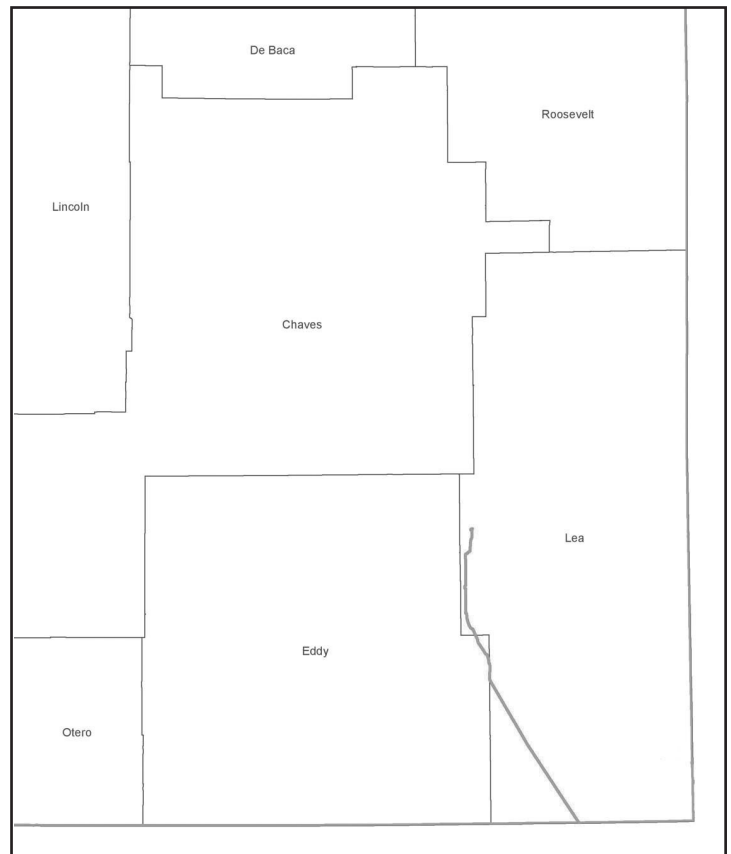 De Baca
Roosevelt
Lincoln
Chaves
Lea
Eddy
Otero